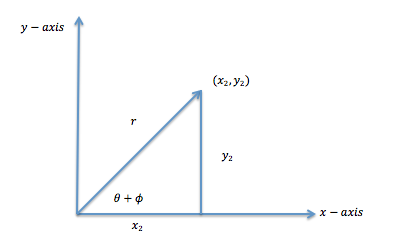 y − axis
(x₂, y₂)
r
y₂
θ + ϕ
x − axis
x₂